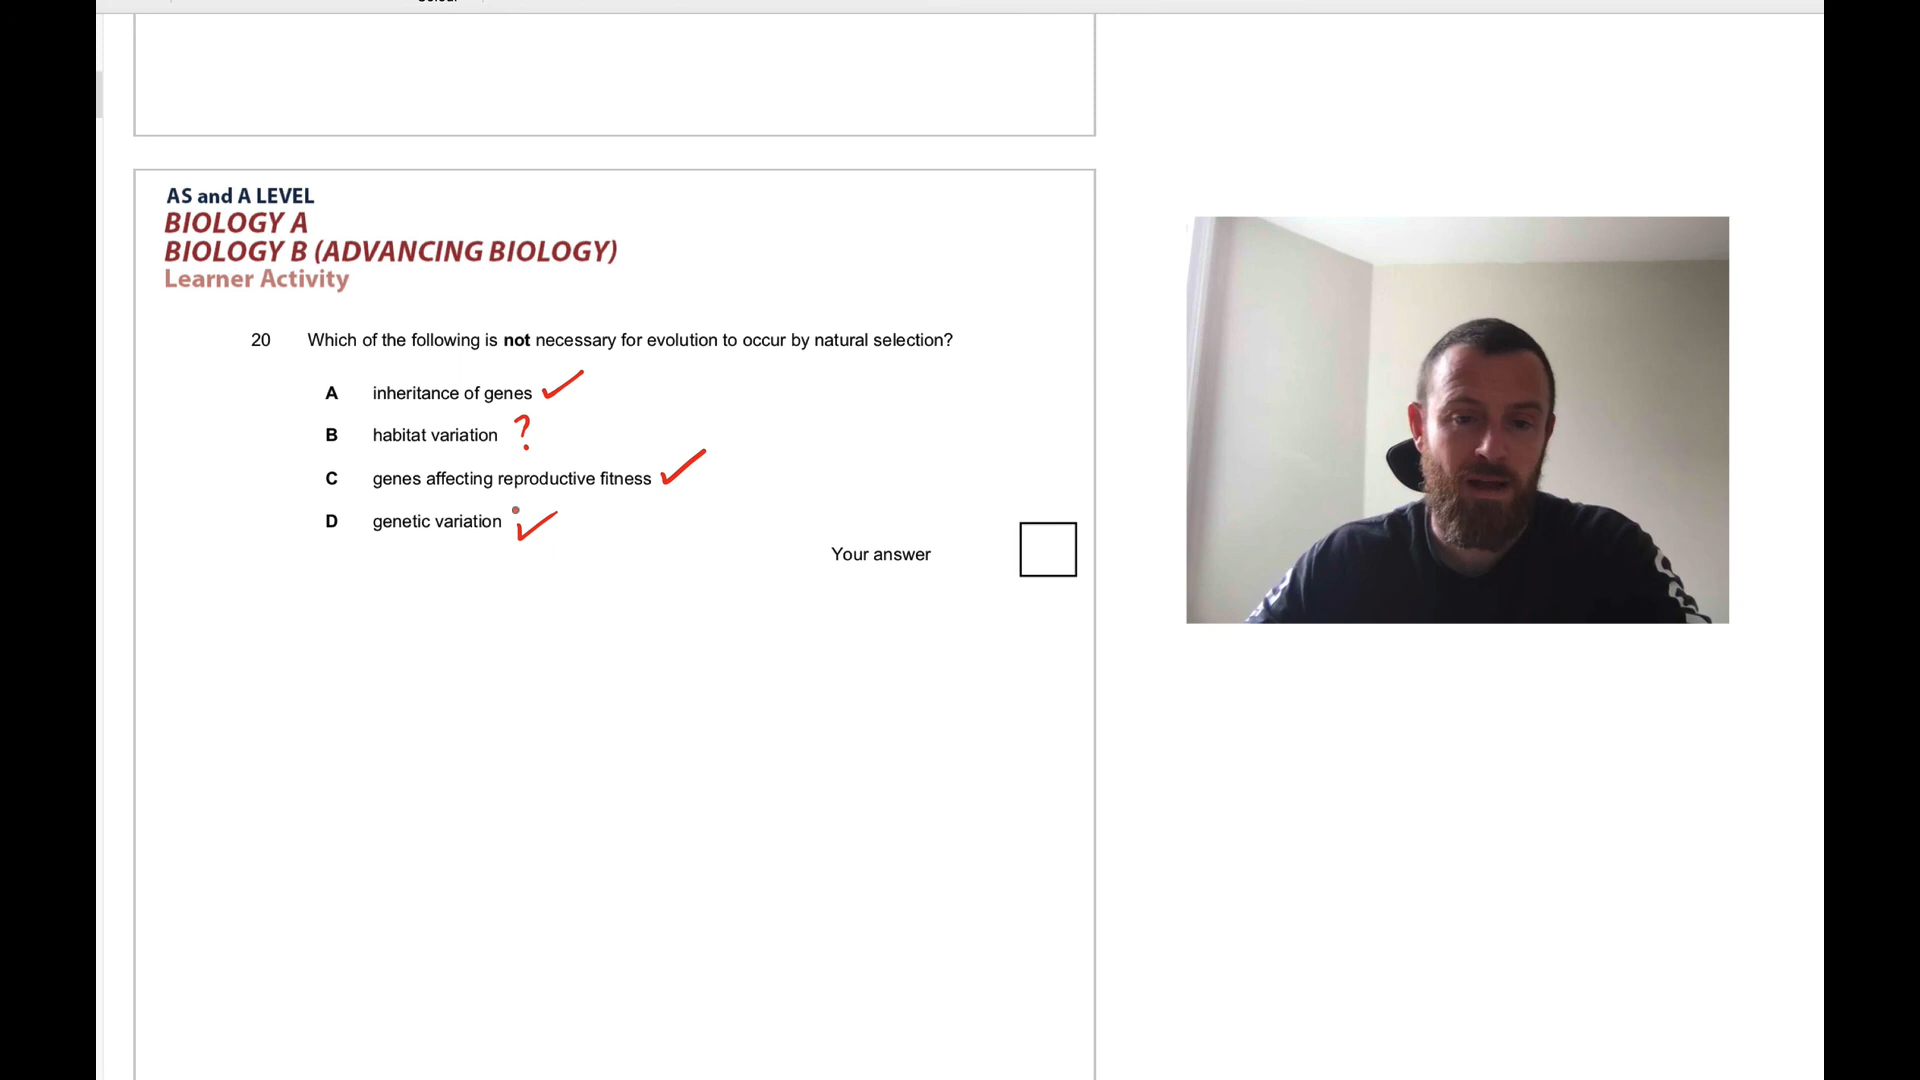 AS and A LEVEL
BIOLOGY A
BIOLOGY B (ADVANCING BIOLOGY)
Learner Activity
20 Which of the following is not necessary for evolution to occur by natural selection?
A inheritance of genes
B habitat variation ?
C genes affecting reproductive fitness
D genetic variation
Your answer